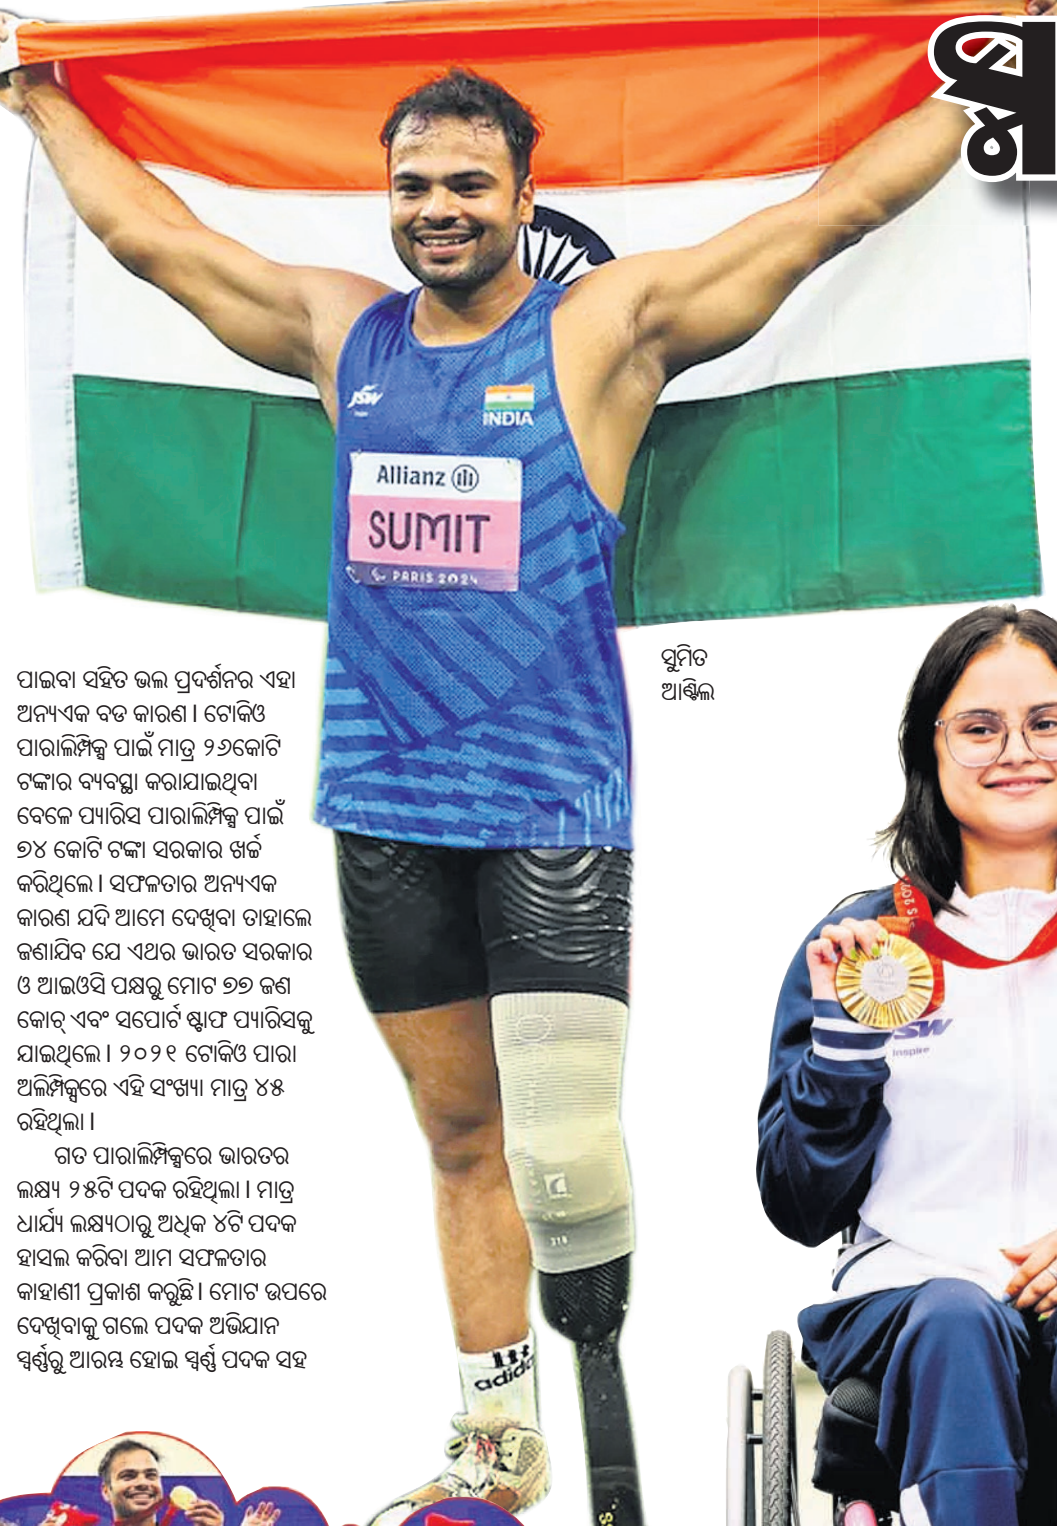 JSW
INDIA
Allianz
SUMIT
PARIS 2024
ସୁମିତ
ଆଣ୍ଟିଲ
ପାଇବା ସହିତ ଭଲ ପ୍ରଦର୍ଶନର ଏହା
ଅନ୍ୟଏକ ବଡ କାରଣ। ଟୋକିଓ
ପାରାଲିମ୍ପିକ୍ସ ପାଇଁ ମାତ୍ର ୨୬କୋଟି
ଟଙ୍କାର ବ୍ୟବସ୍ଥା କରାଯାଇଥିବା
ବେଳେ ପ୍ୟାରିସ ପାରାଲିମ୍ପିକ୍ସ ପାଇଁ
୭୪ କୋଟି ଟଙ୍କା ସରକାର ଖର୍ଚ୍ଚ
କରିଥିଲେ। ସଫଳତାର ଅନ୍ୟଏକ
କାରଣ ଯଦି ଆମେ ଦେଖିବା ତାହାଲେ
ଜଣାଯିବ ଯେ ଏଥର ଭାରତ ସରକାର
ଓ ଆଇଓସି ପକ୍ଷରୁ ମୋଟ ୭୭ ଜଣ
କୋଚ୍ ଏବଂ ସପୋର୍ଟ ଷ୍ଟାଫ ପ୍ୟାରିସକୁ
ଯାଇଥିଲେ। ୨୦୨୧ ଟୋକିଓ ପାରା
ଅଲିମ୍ପିକ୍ସରେ ଏହି ସଂଖ୍ୟା ମାତ୍ର ୪୫
ରହିଥିଲା।
ଗତ ପାରାଲିମ୍ପିକ୍ସରେ ଭାରତର
ଲକ୍ଷ୍ୟ ୨୫ଟି ପଦକ ରହିଥିଲା। ମାତ୍ର
ଧାର୍ଯ୍ୟ ଲକ୍ଷ୍ୟଠାରୁ ଅଧିକ ୪ଟି ପଦକ
ହାସଲ କରିବା ଆମ ସଫଳତାର
କାହାଣୀ ପ୍ରକାଶ କରୁଛି। ମୋଟ ଉପରେ
ଦେଖିବାକୁ ଗଲେ ପଦକ ଅଭିଯାନ
ସ୍ୱର୍ଣ୍ଣରୁ ଆରମ୍ଭ ହୋଇ ସ୍ୱର୍ଣ୍ଣ ପଦକ ସହ
JSW
Inspire
adidas